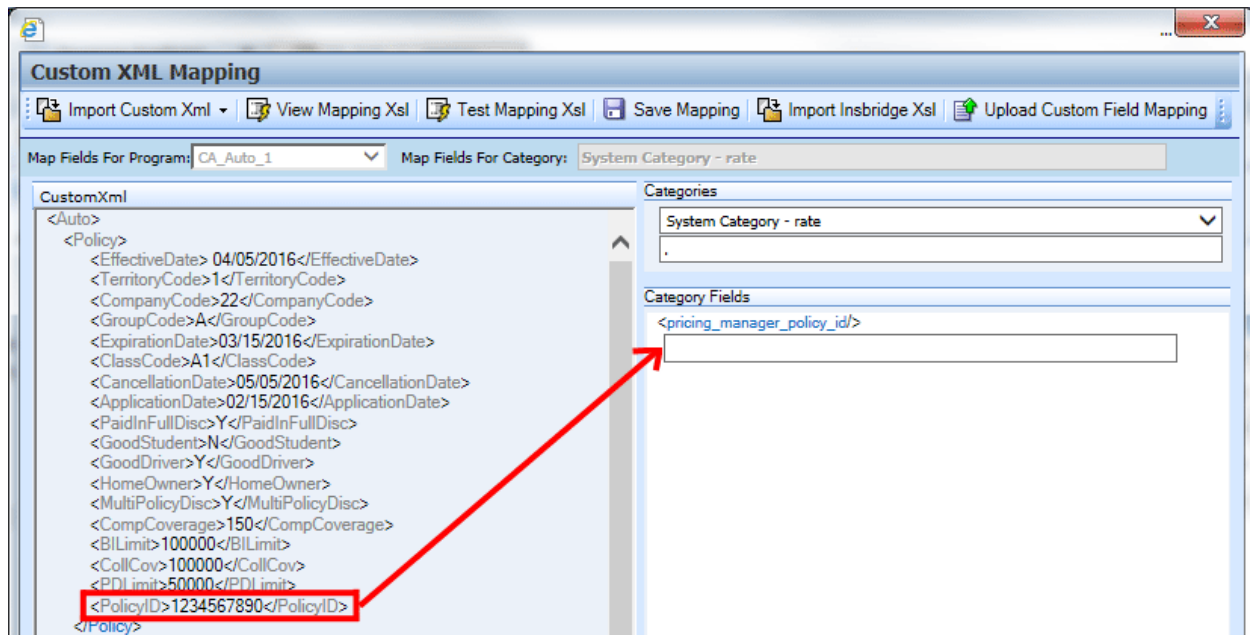 ...
X
Custom XML Mapping
Import Custom Xml View Mapping Xsl Test Mapping Xsl Save Mapping Import Insbridge Xsl Upload Custom Field Mapping
Map Fields For Program: CA_Auto_1 Map Fields For Category: System Category - rate
CustomXml
<Auto>
<Policy>
<EffectiveDate> 04/05/2016</EffectiveDate>
<TerritoryCode>1</TerritoryCode>
<CompanyCode>22</CompanyCode>
<GroupCode>A</GroupCode>
<ExpirationDate>03/15/2016</ExpirationDate>
<ClassCode>A1</ClassCode>
<CancellationDate>05/05/2016</CancellationDate>
<ApplicationDate>02/15/2016</ApplicationDate>
<PaidInFullDisc>Y</PaidInFullDisc>
<GoodStudent>N</GoodStudent>
<GoodDriver>Y</GoodDriver>
<HomeOwner>Y</HomeOwner>
<MultiPolicyDisc>Y</MultiPolicyDisc>
<CompCoverage>150</CompCoverage>
<BILimit>100000</BILimit>
<CollCov>100000</CollCov>
<PDLimit>50000</PDLimit>
<PolicyID>1234567890</PolicyID>
</Policy>
Categories
System Category - rate
.
Category Fields
<pricing_manager_policy_id/>